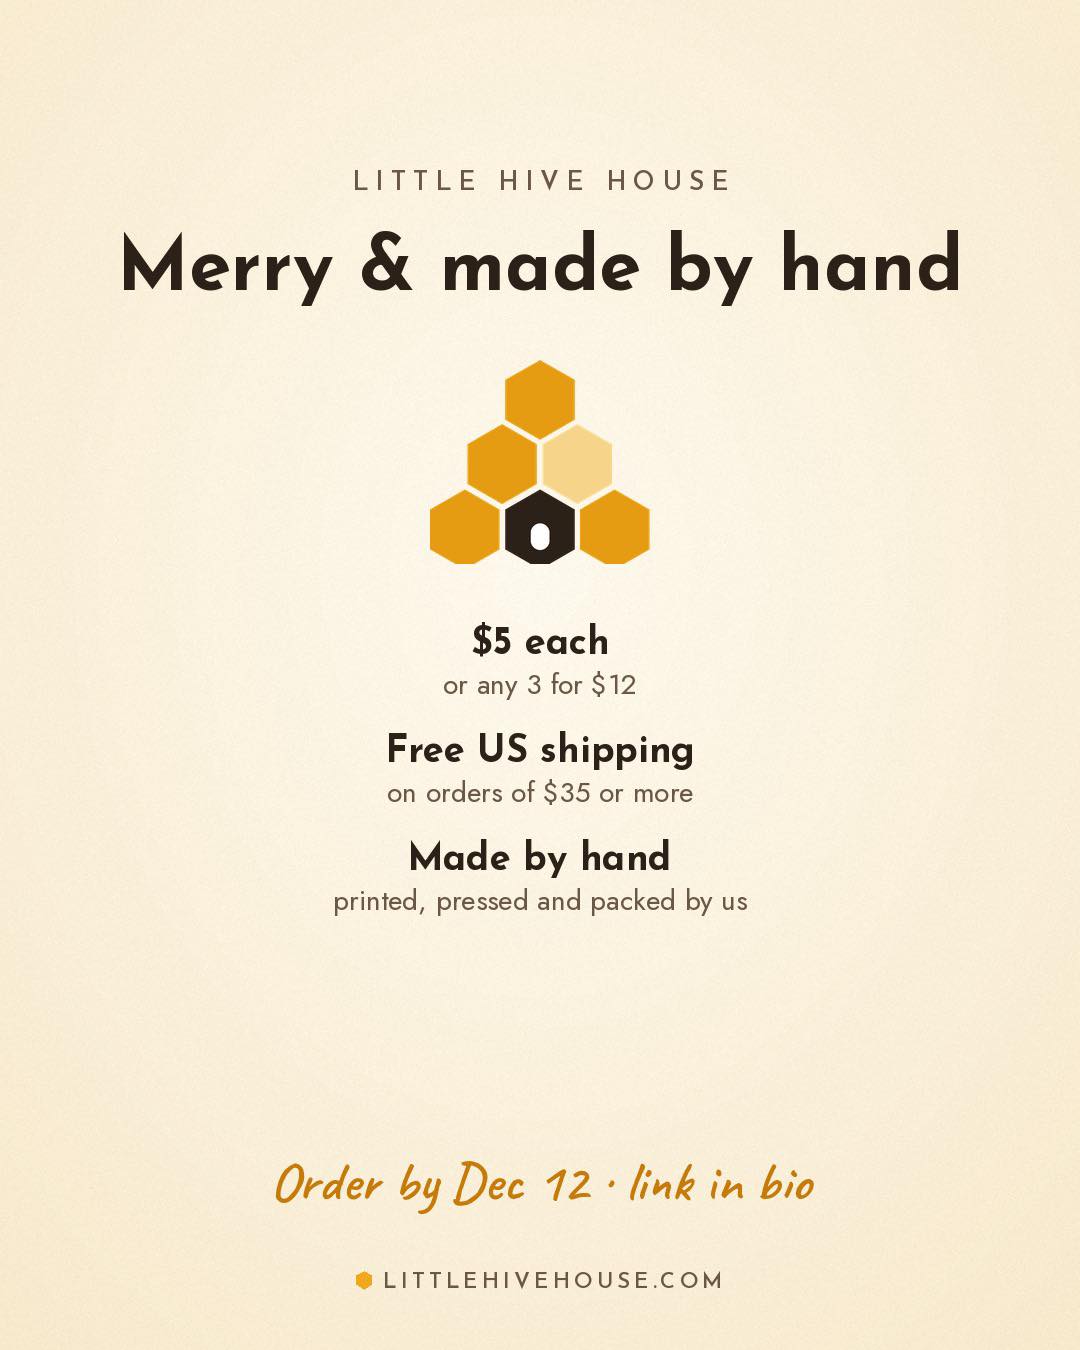 LITTLE HIVE HOUSE
Merry & made by hand
$5 each
or any 3 for $12
Free US shipping
on orders of $35 or more
Made by hand
printed, pressed and packed by us
Order by Dec 12 · link in bio
LITTLEHIVEHOUSE.COM